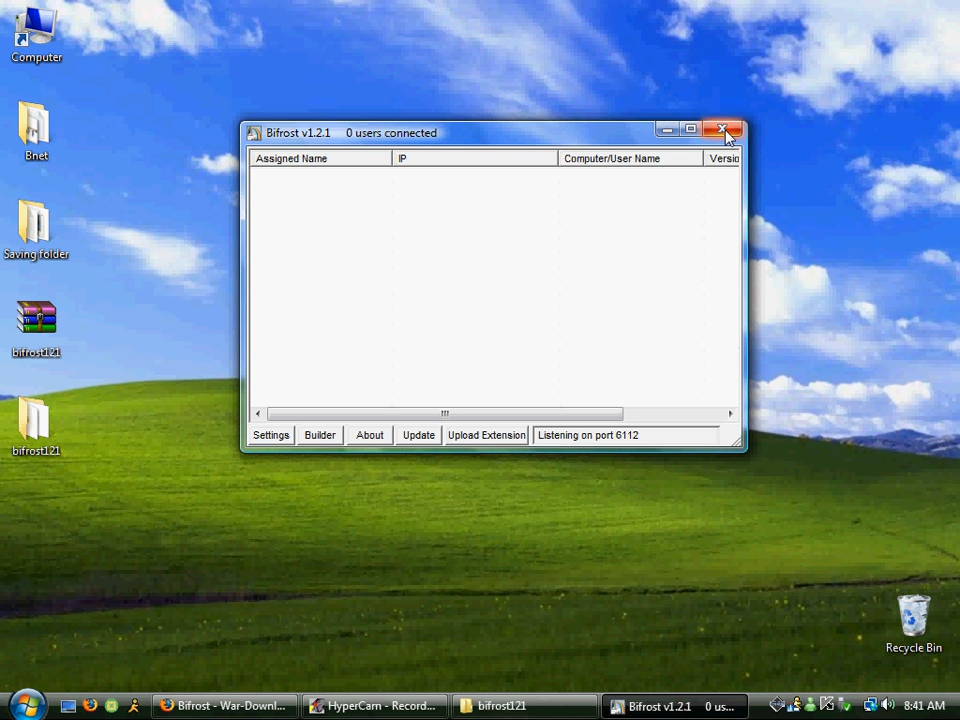 Computer
Bnet
Saving folder
bifrost121
bifrost121
Bifrost v1.2.1 0 users connected
Assigned Name IP Computer/User Name Versio
Settings Builder About Update Upload Extension Listening on port 6112
Recycle Bin
Bifrost - War-Downl... HyperCam - Record... bifrost121 Bifrost v1.2.1 0 us... 8:41 AM